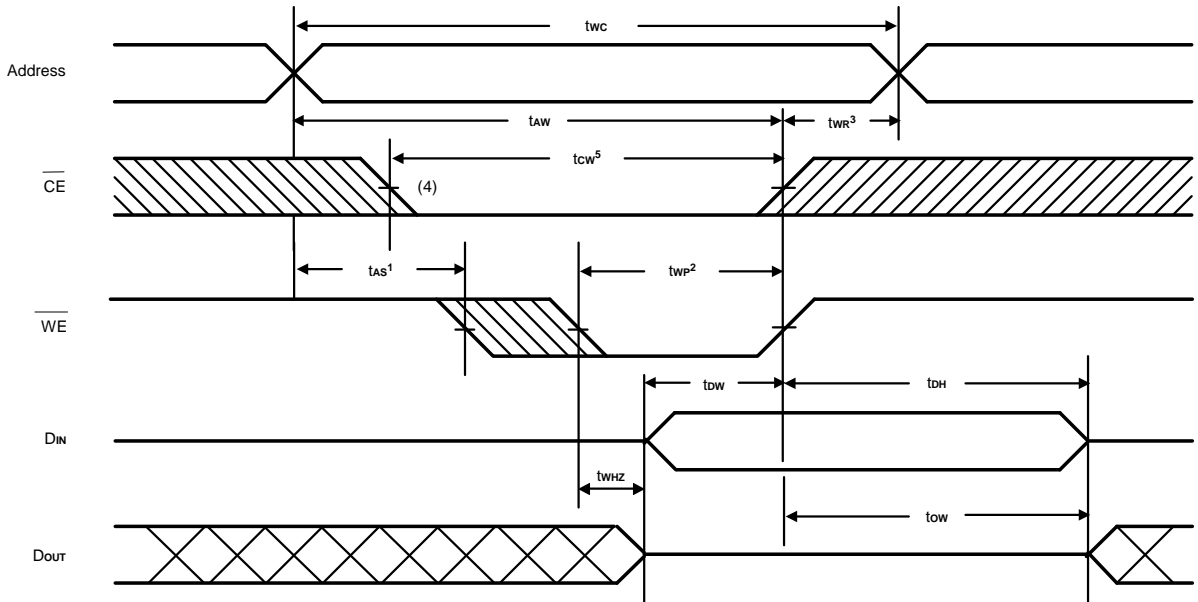 tWC
Address
tAW
tWR3
tCW5
CE
(4)
tAS1
tWP2
WE
tDW
tDH
DIN
tWHZ
tOW
DOUT